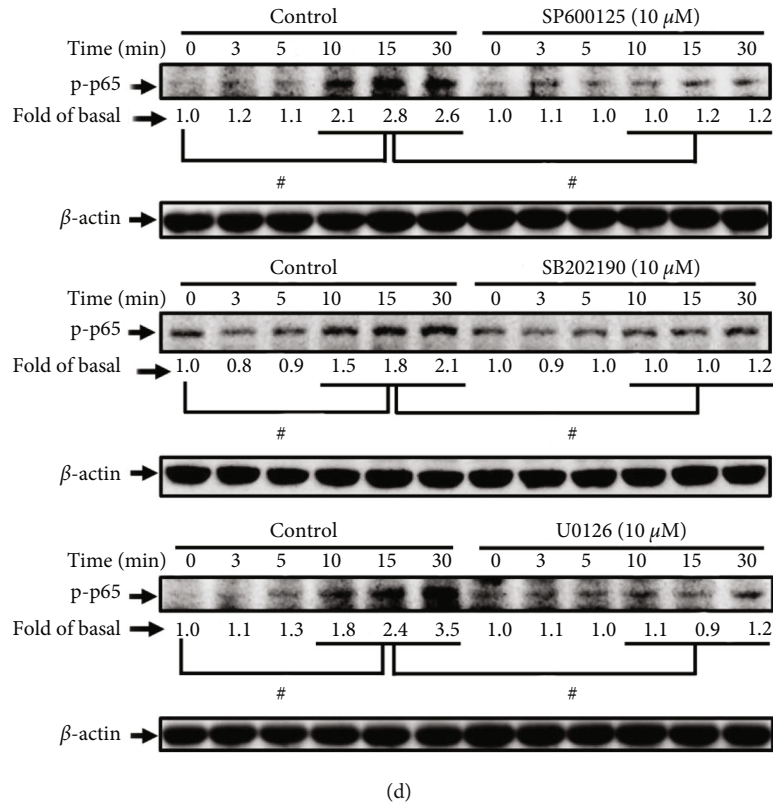 Control SP600125 (10 μM)
Time (min) 0 3 5 10 15 30 0 3 5 10 15 30
p-p65
Fold of basal 1.0 1.2 1.1 2.1 2.8 2.6 1.0 1.1 1.0 1.0 1.2 1.2
# #
β-actin
Control SB202190 (10 μM)
Time (min) 0 3 5 10 15 30 0 3 5 10 15 30
p-p65
Fold of basal 1.0 0.8 0.9 1.5 1.8 2.1 1.0 0.9 1.0 1.0 1.0 1.2
# #
β-actin
Control U0126 (10 μM)
Time (min) 0 3 5 10 15 30 0 3 5 10 15 30
p-p65
Fold of basal 1.0 1.1 1.3 1.8 2.4 3.5 1.0 1.1 1.0 1.1 0.9 1.2
# #
β-actin
(d)